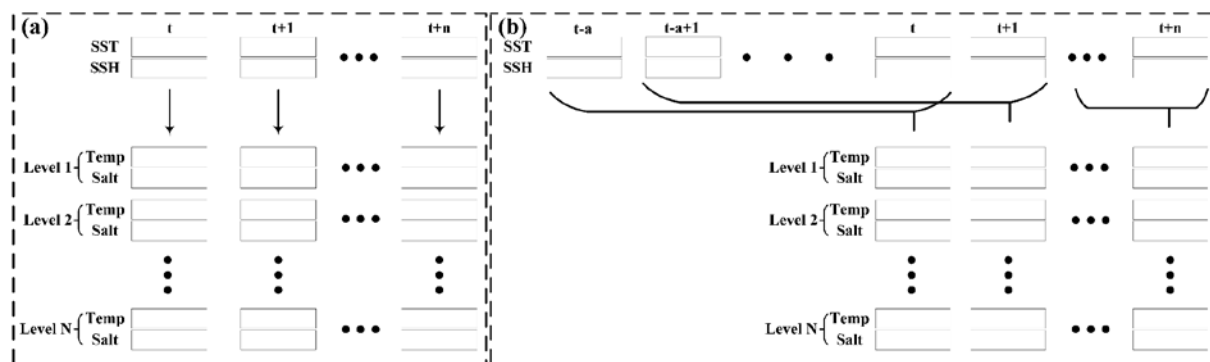 (a) t t+1 t+n
SST
SSH
Level 1 Temp
Salt
Level 2 Temp
Salt
Level N Temp
Salt
(b) t-a t-a+1 t t+1 t+n
SST
SSH
Level 1 Temp
Salt
Level 2 Temp
Salt
Level N Temp
Salt